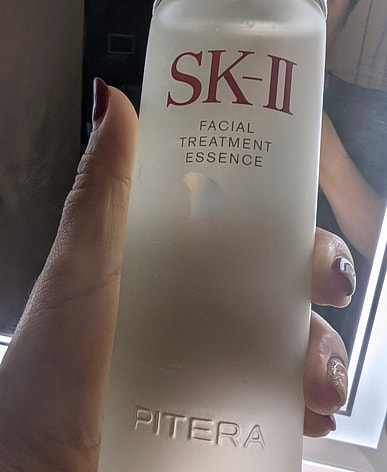 SK-II
FACIAL
TREATMENT
ESSENCE
PITERA